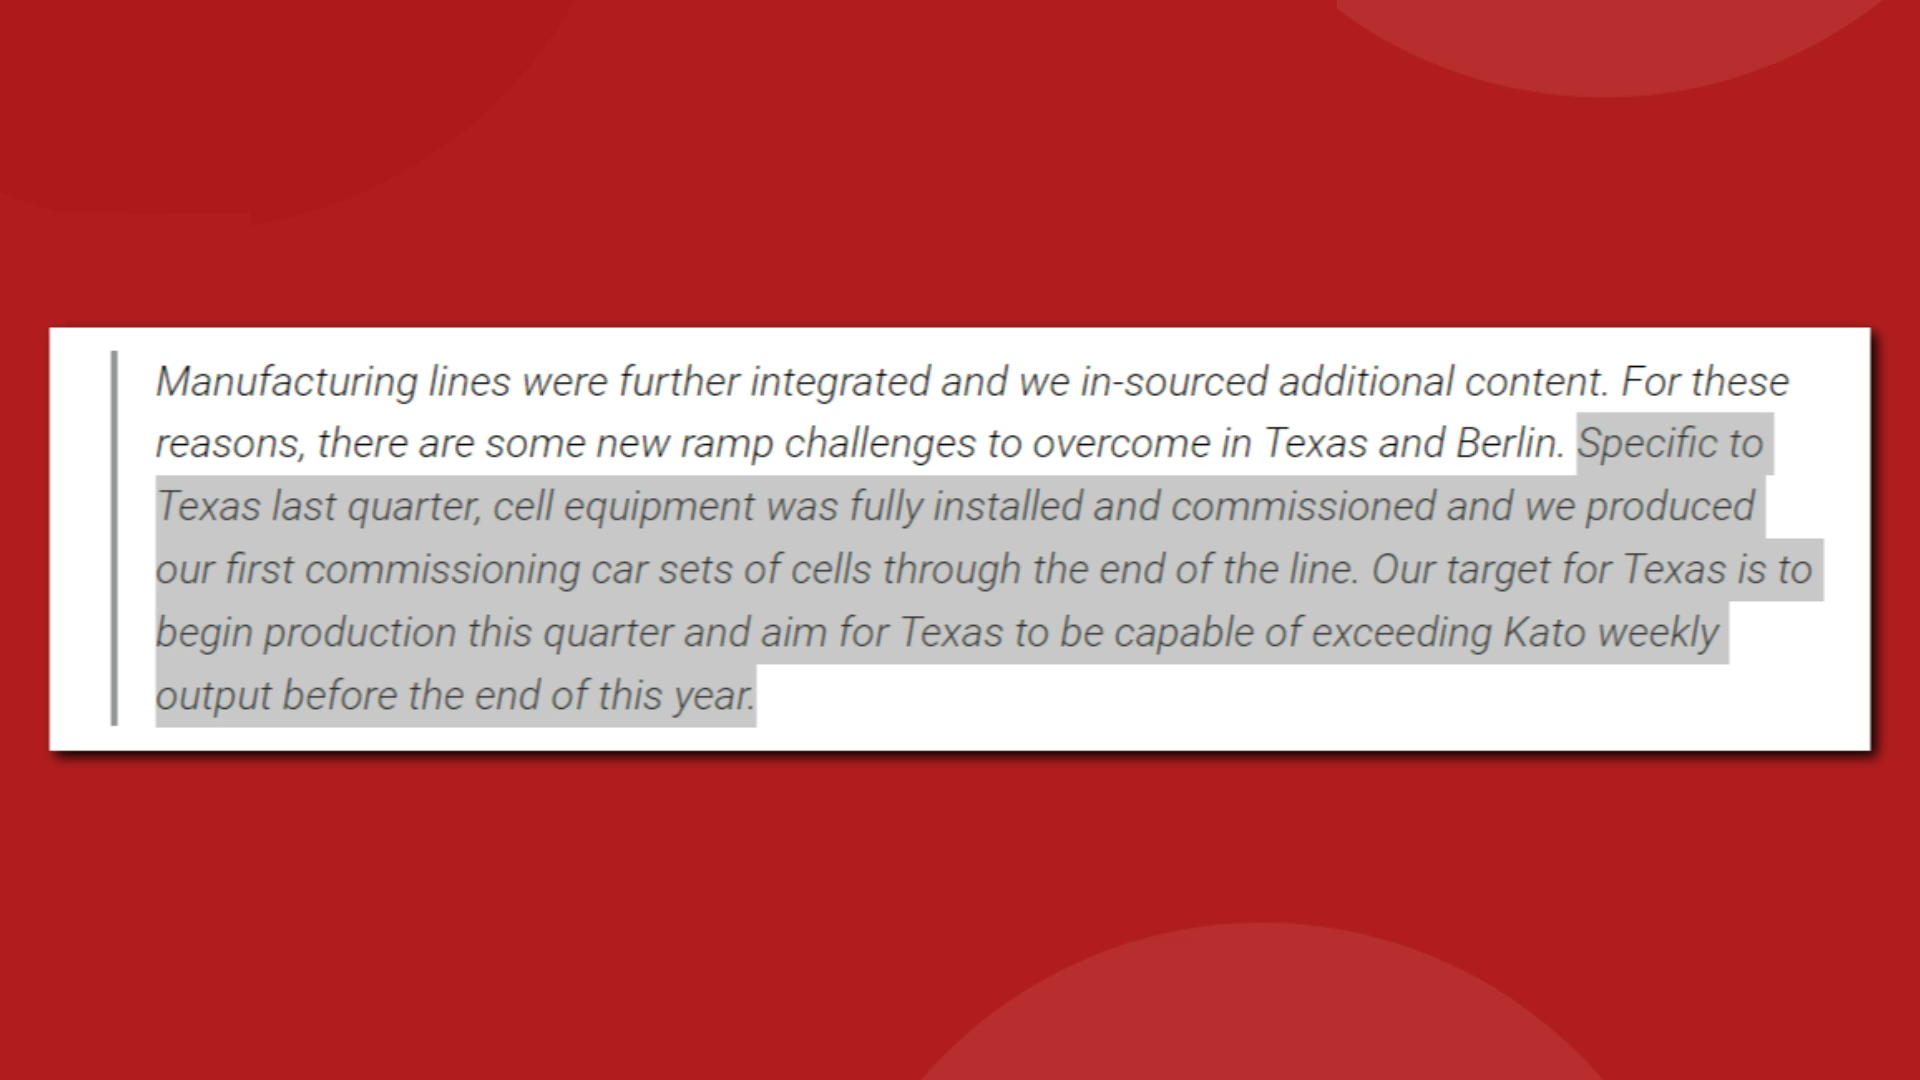 Manufacturing lines were further integrated and we in-sourced additional content. For these
reasons, there are some new ramp challenges to overcome in Texas and Berlin. Specific to
Texas last quarter, cell equipment was fully installed and commissioned and we produced
our first commissioning car sets of cells through the end of the line. Our target for Texas is to
begin production this quarter and aim for Texas to be capable of exceeding Kato weekly
output before the end of this year.